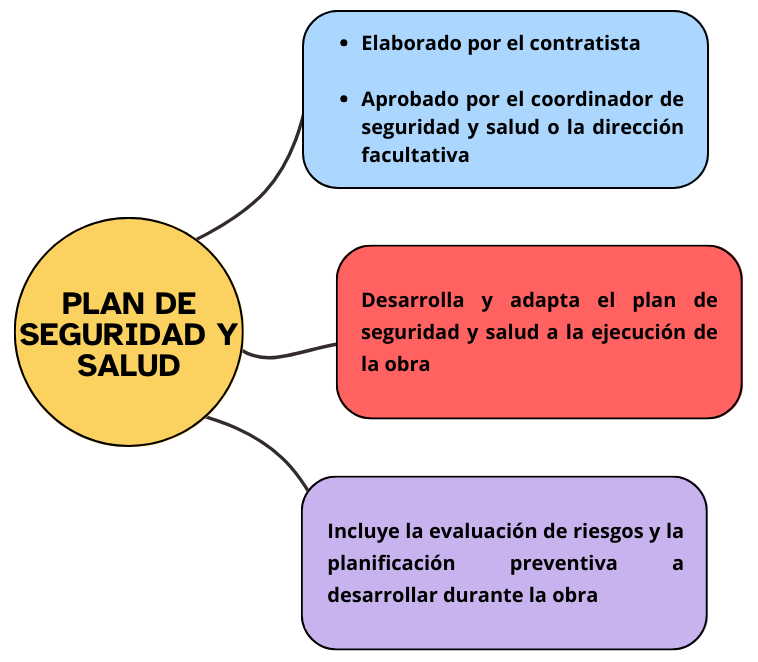 • Elaborado por el contratista
• Aprobado por el coordinador de
seguridad y salud o la dirección
facultativa
PLAN DE
SEGURIDAD Y
SALUD
Desarrolla y adapta el plan de
seguridad y salud a la ejecución de
la obra
Incluye la evaluación de riesgos y la
planificación preventiva a
desarrollar durante la obra